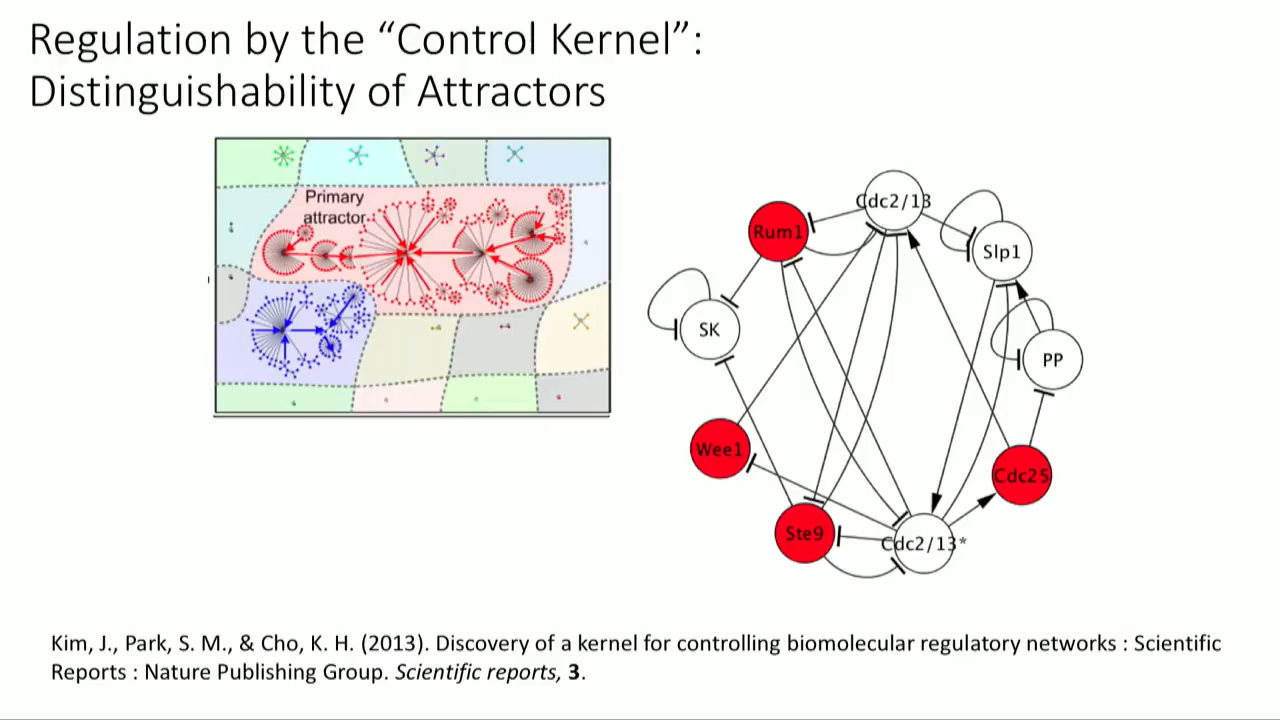 Regulation by the “Control Kernel”:
Distinguishability of Attractors
Primary
attractor
Cdc2/13
Rum1
Slp1
SK
PP
Wee1
Cdc25
Ste9
Cdc2/13*
Kim, J., Park, S. M., & Cho, K. H. (2013). Discovery of a kernel for controlling biomolecular regulatory networks : Scientific
Reports : Nature Publishing Group. Scientific reports, 3.